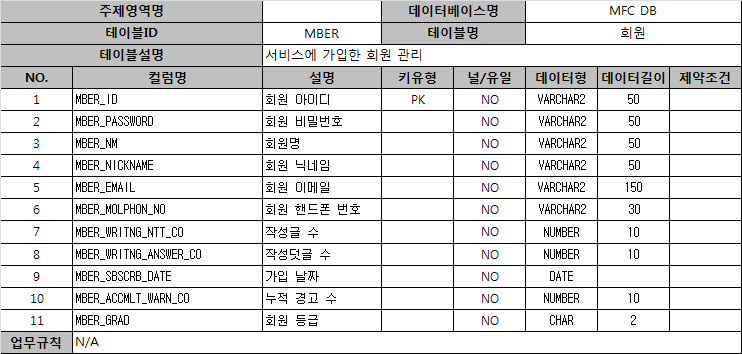 주제영역명 데이터베이스명 MFC DB
테이블ID MBER 테이블명 회원
테이블설명 서비스에 가입한 회원 관리
NO. 컬럼명 설명 키유형 널/유일 데이터형 데이터길이 제약조건
1 MBER_ID 회원 아이디 PK NO VARCHAR2 50
2 MBER_PASSWORD 회원 비밀번호 NO VARCHAR2 50
3 MBER_NM 회원명 NO VARCHAR2 50
4 MBER_NICKNAME 회원 닉네임 NO VARCHAR2 50
5 MBER_EMAIL 회원 이메일 NO VARCHAR2 150
6 MBER_MOLPHON_NO 회원 핸드폰 번호 NO VARCHAR2 30
7 MBER_WRITNG_NTT_CO 작성글 수 NO NUMBER 10
8 MBER_WRITNG_ANSWER_CO 작성덧글 수 NO NUMBER 10
9 MBER_SBSCRB_DATE 가입 날짜 NO DATE
10 MBER_ACCMLT_WARN_CO 누적 경고 수 NO NUMBER 10
11 MBER_GRAD 회원 등급 NO CHAR 2
업무규칙 N/A